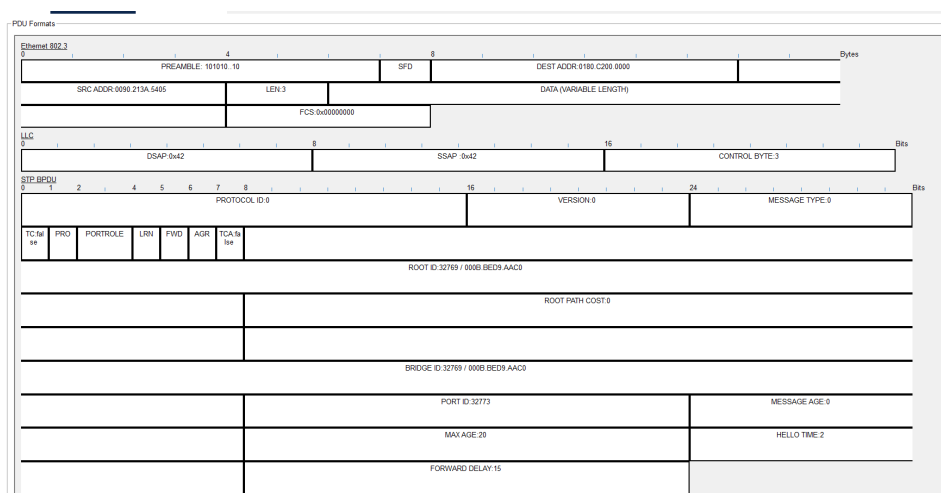 PDU Formats
Ethernet 802.3
0 4 8 Bytes
PREAMBLE: 101010..10 SFD DEST ADDR:0180.C200.0000
SRC ADDR:0090.213A.5405 LEN:3 DATA (VARIABLE LENGTH)
FCS:0x00000000
LLC
0 8 16 Bits
DSAP:0x42 SSAP :0x42 CONTROL BYTE:3
STP BPDU
0 1 2 4 5 6 7 8 16 24 Bits
PROTOCOL ID:0 VERSION:0 MESSAGE TYPE:0
TC:fal PRO PORTROLE LRN FWD AGR TCA:fa
se lse
ROOT ID:32769 / 000B.BED9.AAC0
ROOT PATH COST:0
BRIDGE ID:32769 / 000B.BED9.AAC0
PORT ID:32773 MESSAGE AGE:0
MAX AGE:20 HELLO TIME:2
FORWARD DELAY:15